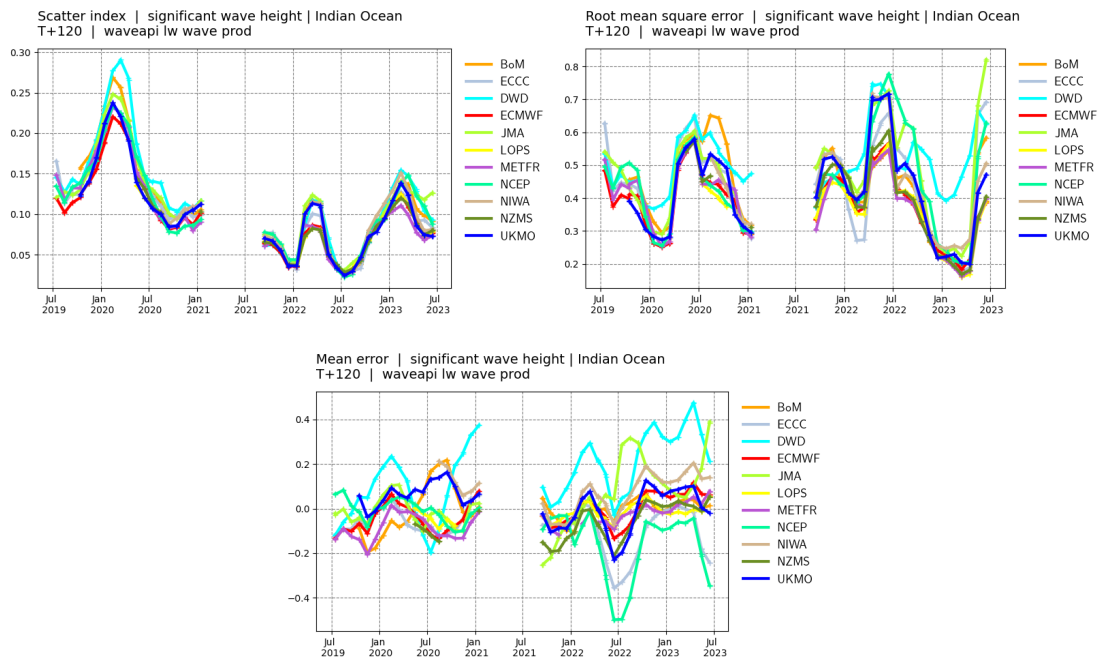 Scatter index | significant wave height | Indian Ocean
T+120 | waveapi lw wave prod
0.30
0.25
0.20
0.15
0.10
0.05
Jul 2019
Jan 2020
Jul 2020
Jan 2021
Jul 2021
Jan 2022
Jul 2022
Jan 2023
Jul 2023
BoM
ECCC
DWD
ECMWF
JMA
LOPS
METFR
NCEP
NIWA
NZMS
UKMO
Root mean square error | significant wave height | Indian Ocean
T+120 | waveapi lw wave prod
0.8
0.7
0.6
0.5
0.4
0.3
0.2
Jul 2019
Jan 2020
Jul 2020
Jan 2021
Jul 2021
Jan 2022
Jul 2022
Jan 2023
Jul 2023
BoM
ECCC
DWD
ECMWF
JMA
LOPS
METFR
NCEP
NIWA
NZMS
UKMO
Mean error | significant wave height | Indian Ocean
T+120 | waveapi lw wave prod
0.4
0.2
0.0
−0.2
−0.4
Jul 2019
Jan 2020
Jul 2020
Jan 2021
Jul 2021
Jan 2022
Jul 2022
Jan 2023
Jul 2023
BoM
ECCC
DWD
ECMWF
JMA
LOPS
METFR
NCEP
NIWA
NZMS
UKMO